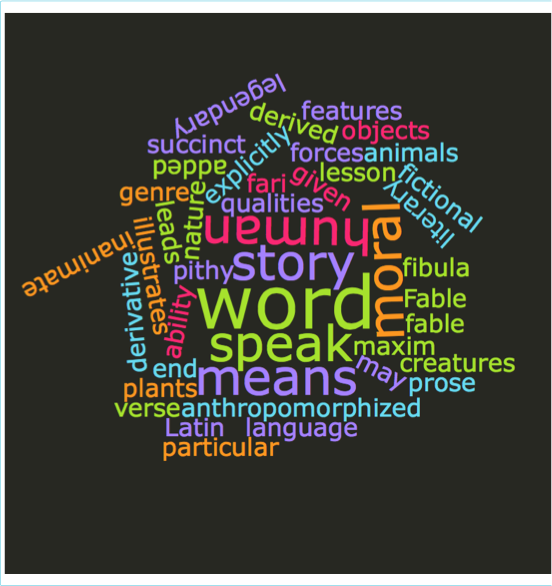 legendary
derived
features
objects
succinct
explicitly
forces
animals
added
lesson
fictional
literary
genre
nature
fari
given
qualities
leads
human
moral
inanimate
illustrates
derivative
pithy
story
fibula
ability
word
Fable
fable
speak
maxim
creatures
end
means
may
prose
plants
verse
anthropomorphized
Latin
language
particular